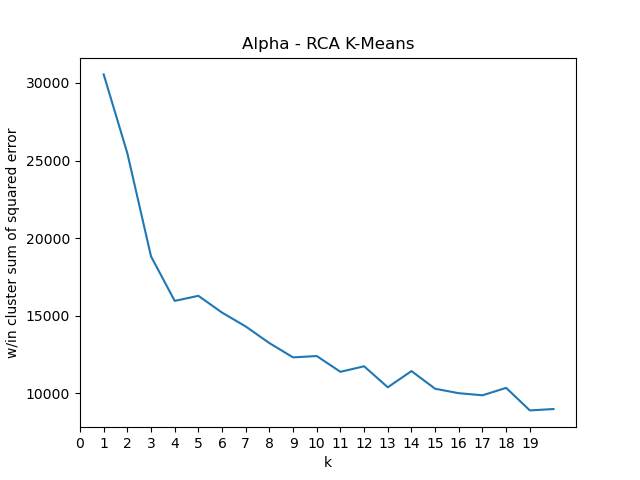 Alpha - RCA K-Means
30000
25000
20000
15000
10000
w/in cluster sum of squared error
0 1 2 3 4 5 6 7 8 9 10 11 12 13 14 15 16 17 18 19
k